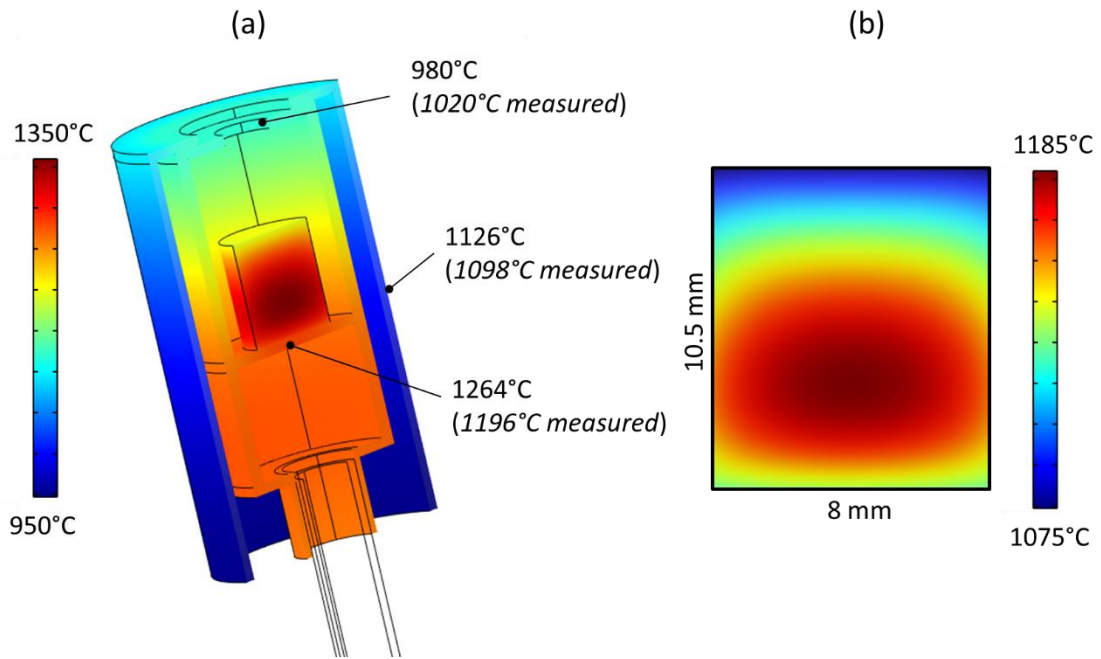 (a)
1350°C
950°C
980°C
(1020°C measured)
1126°C
(1098°C measured)
1264°C
(1196°C measured)
(b)
10.5 mm
8 mm
1185°C
1075°C